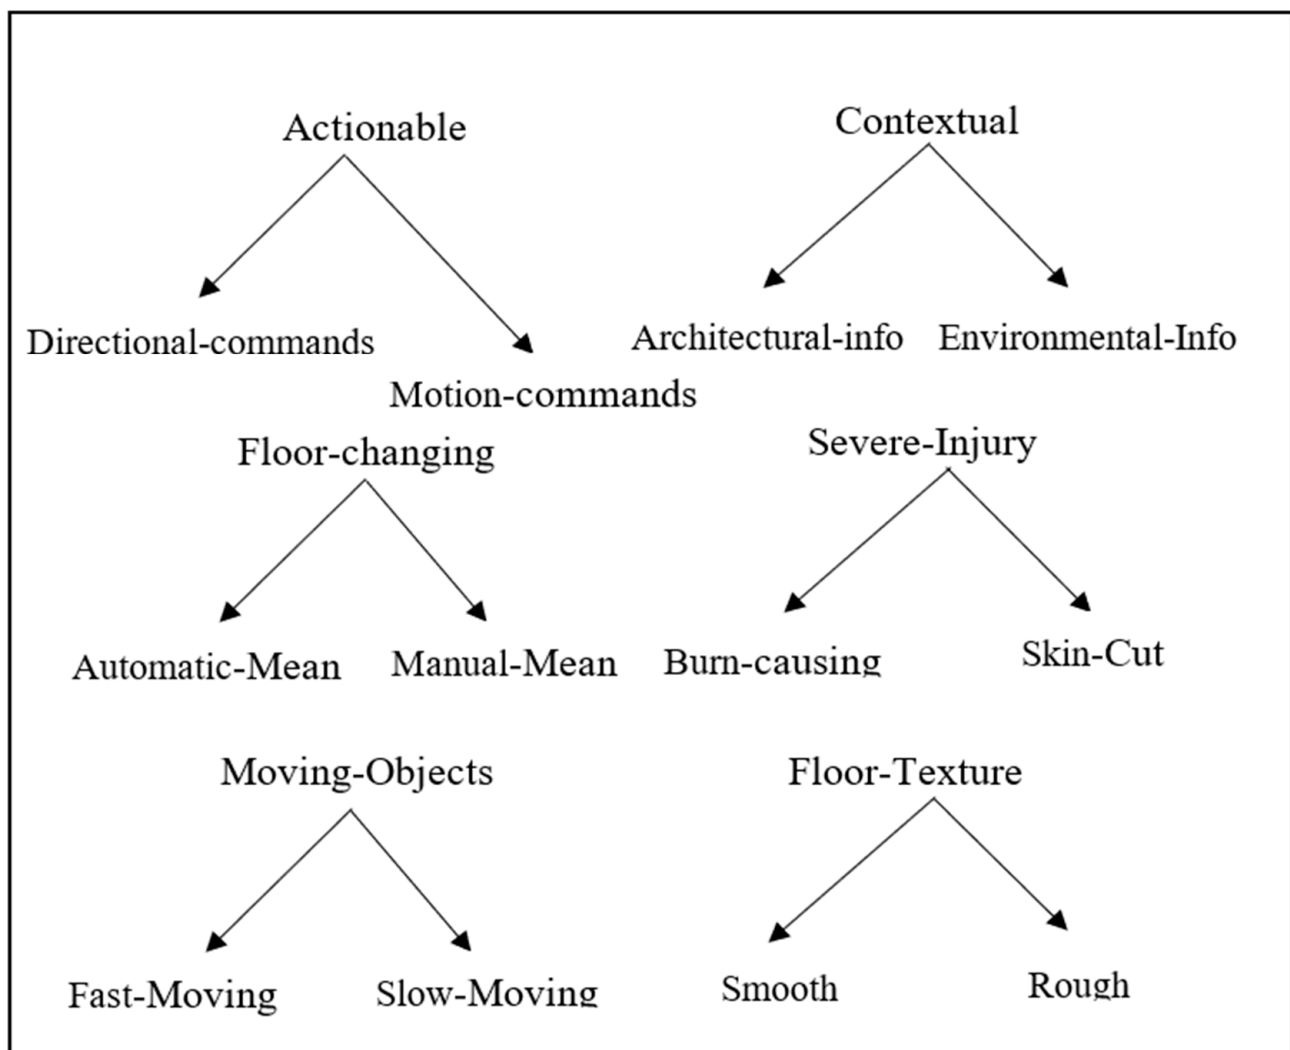 Actionable
Contextual
Directional-commands
Motion-commands
Architectural-info
Environmental-Info
Floor-changing
Severe-Injury
Automatic-Mean
Manual-Mean
Burn-causing
Skin-Cut
Moving-Objects
Floor-Texture
Fast-Moving
Slow-Moving
Smooth
Rough